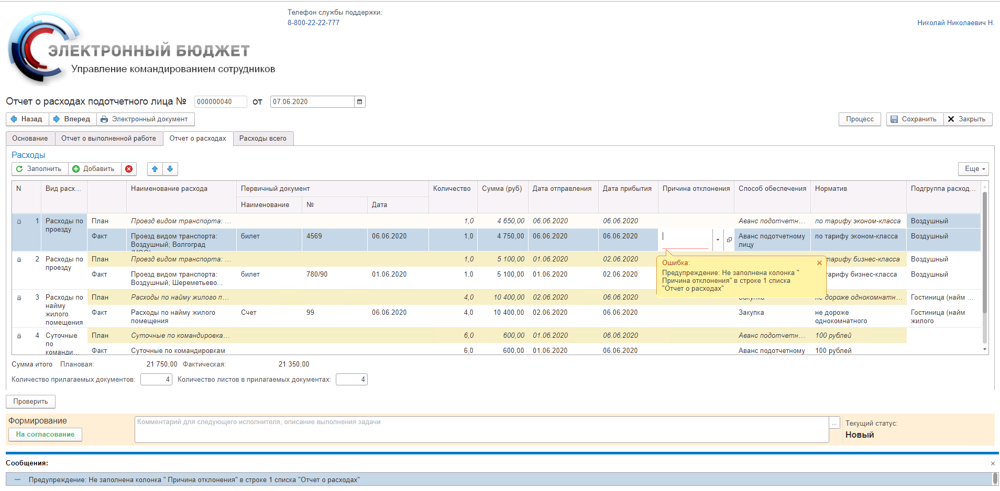 Телефон службы поддержки:
8-800-22-22-777
Николай Николаевич Н.
ЭЛЕКТРОННЫЙ БЮДЖЕТ
Управление командированием сотрудников
Отчет о расходах подотчетного лица № 000000040 от 07.06.2020
Назад Вперед Электронный документ Процесс Сохранить Закрыть
Основание Отчет о выполненной работе Отчет о расходах Расходы всего
Расходы
Заполнить Добавить Еще
N Вид расх... Наименование расхода Первичный документ Количество Сумма (руб) Дата отправления Дата прибытия Причина отклонения Способ обеспечения Норматив Подгруппа расход...
Наименование № Дата
1 Расходы по План Проезд видом транспорта: ... 1,0 4 650,00 06.06.2020 06.06.2020 Аванс подотчетн... по тарифу эконом-класса Воздушный
проезду
Факт Проезд видом транспорта: билет 4569 06.06.2020 1,0 4 750,00 06.06.2020 06.06.2020 Аванс подотчетному по тарифу эконом-класса Воздушный
Воздушный; Волгоград лицу
2 Расходы по План Проезд видом транспорта: ... 1,0 5 100,00 01.06.2020 02.06.2020 тарифу бизнес-класса Воздушный
проезду
Ошибка:
Предупреждение: Не заполнена колонка "
Причина отклонения" в строке 1 списка
"Отчет о расходах"
Факт Проезд видом транспорта: билет 780/90 01.06.2020 1,0 5 100,00 01.06.2020 02.06.2020 тарифу бизнес-класса Воздушный
Воздушный; Шереметьево...
3 Расходы по План Расходы по найму жилого п... 4,0 10 400,00 02.06.2020 06.06.2020 Закупка не дороже однокомнатн... Гостиница (найм ...
найму
Факт Расходы по найму жилого Счет 99 06.06.2020 4,0 10 400,00 02.06.2020 06.06.2020 Закупка не дороже Гостиница (найм
жилого помещения однокомнатного жилого
помещения
4 Суточные План Суточные по командировка... 6,0 600,00 01.06.2020 06.06.2020 Аванс подотчетн... 100 рублей
по
команди... Факт Суточные по командировкам 6,0 600,00 01.06.2020 06.06.2020 Аванс подотчетному 100 рублей
Сумма итого Плановая: 21 750,00 Фактическая: 21 350,00
Количество прилагаемых документов: 4 Количество листов в прилагаемых документах: 4
Проверить
Формирование
Комментарий для следующего исполнителя, описание выполнения задачи
...
Текущий статус:
На согласование
Новый
Сообщения:
Предупреждение: Не заполнена колонка " Причина отклонения" в строке 1 списка "Отчет о расходах"